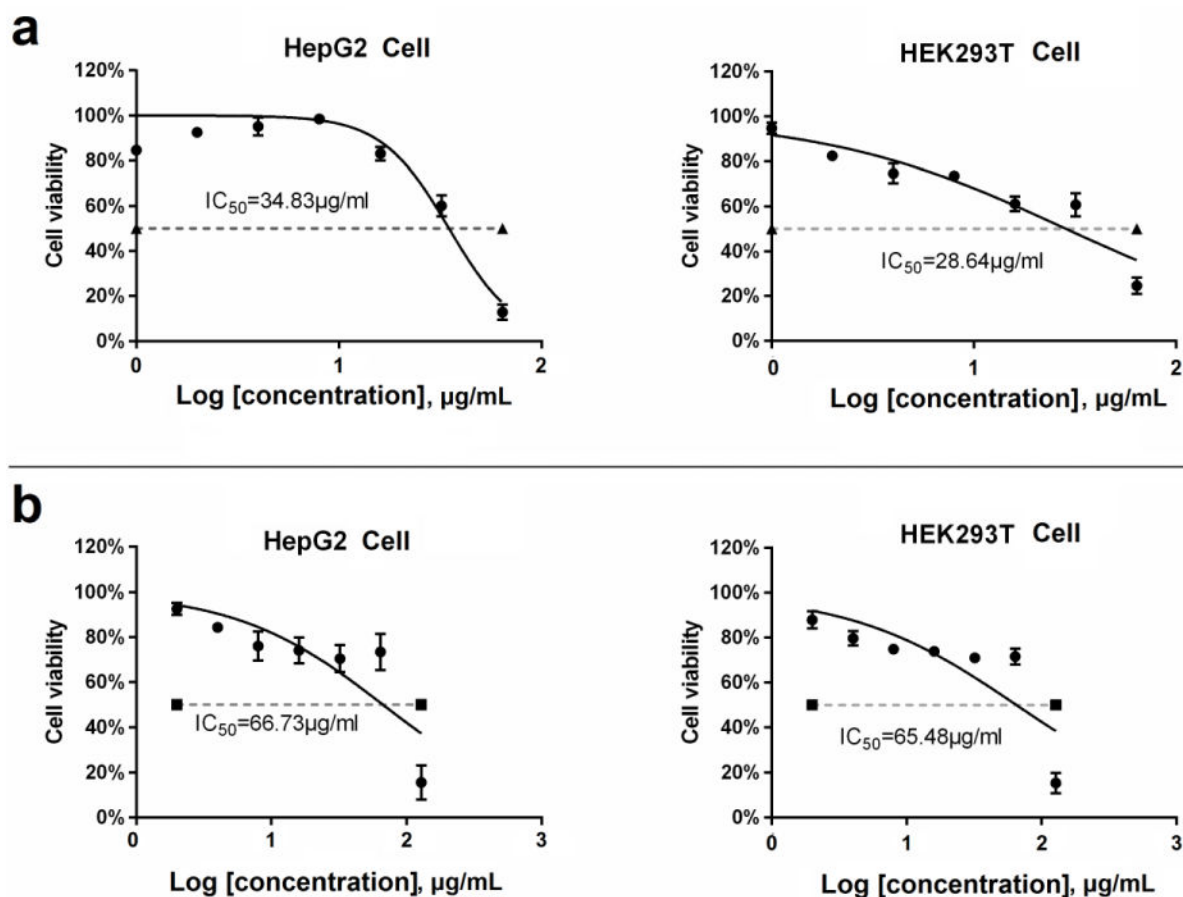 a
HepG2 Cell
120%
100%
80%
60%
40%
20%
0%
Cell viability
IC50=34.83µg/ml
0
1
2
Log [concentration], µg/mL
HEK293T Cell
120%
100%
80%
60%
40%
20%
0%
Cell viability
IC50=28.64µg/ml
0
1
2
Log [concentration], µg/mL
b
HepG2 Cell
120%
100%
80%
60%
40%
20%
0%
Cell viability
IC50=66.73µg/ml
0
1
2
3
Log [concentration], µg/mL
HEK293T Cell
120%
100%
80%
60%
40%
20%
0%
Cell viability
IC50=65.48µg/ml
0
1
2
3
Log [concentration], µg/mL